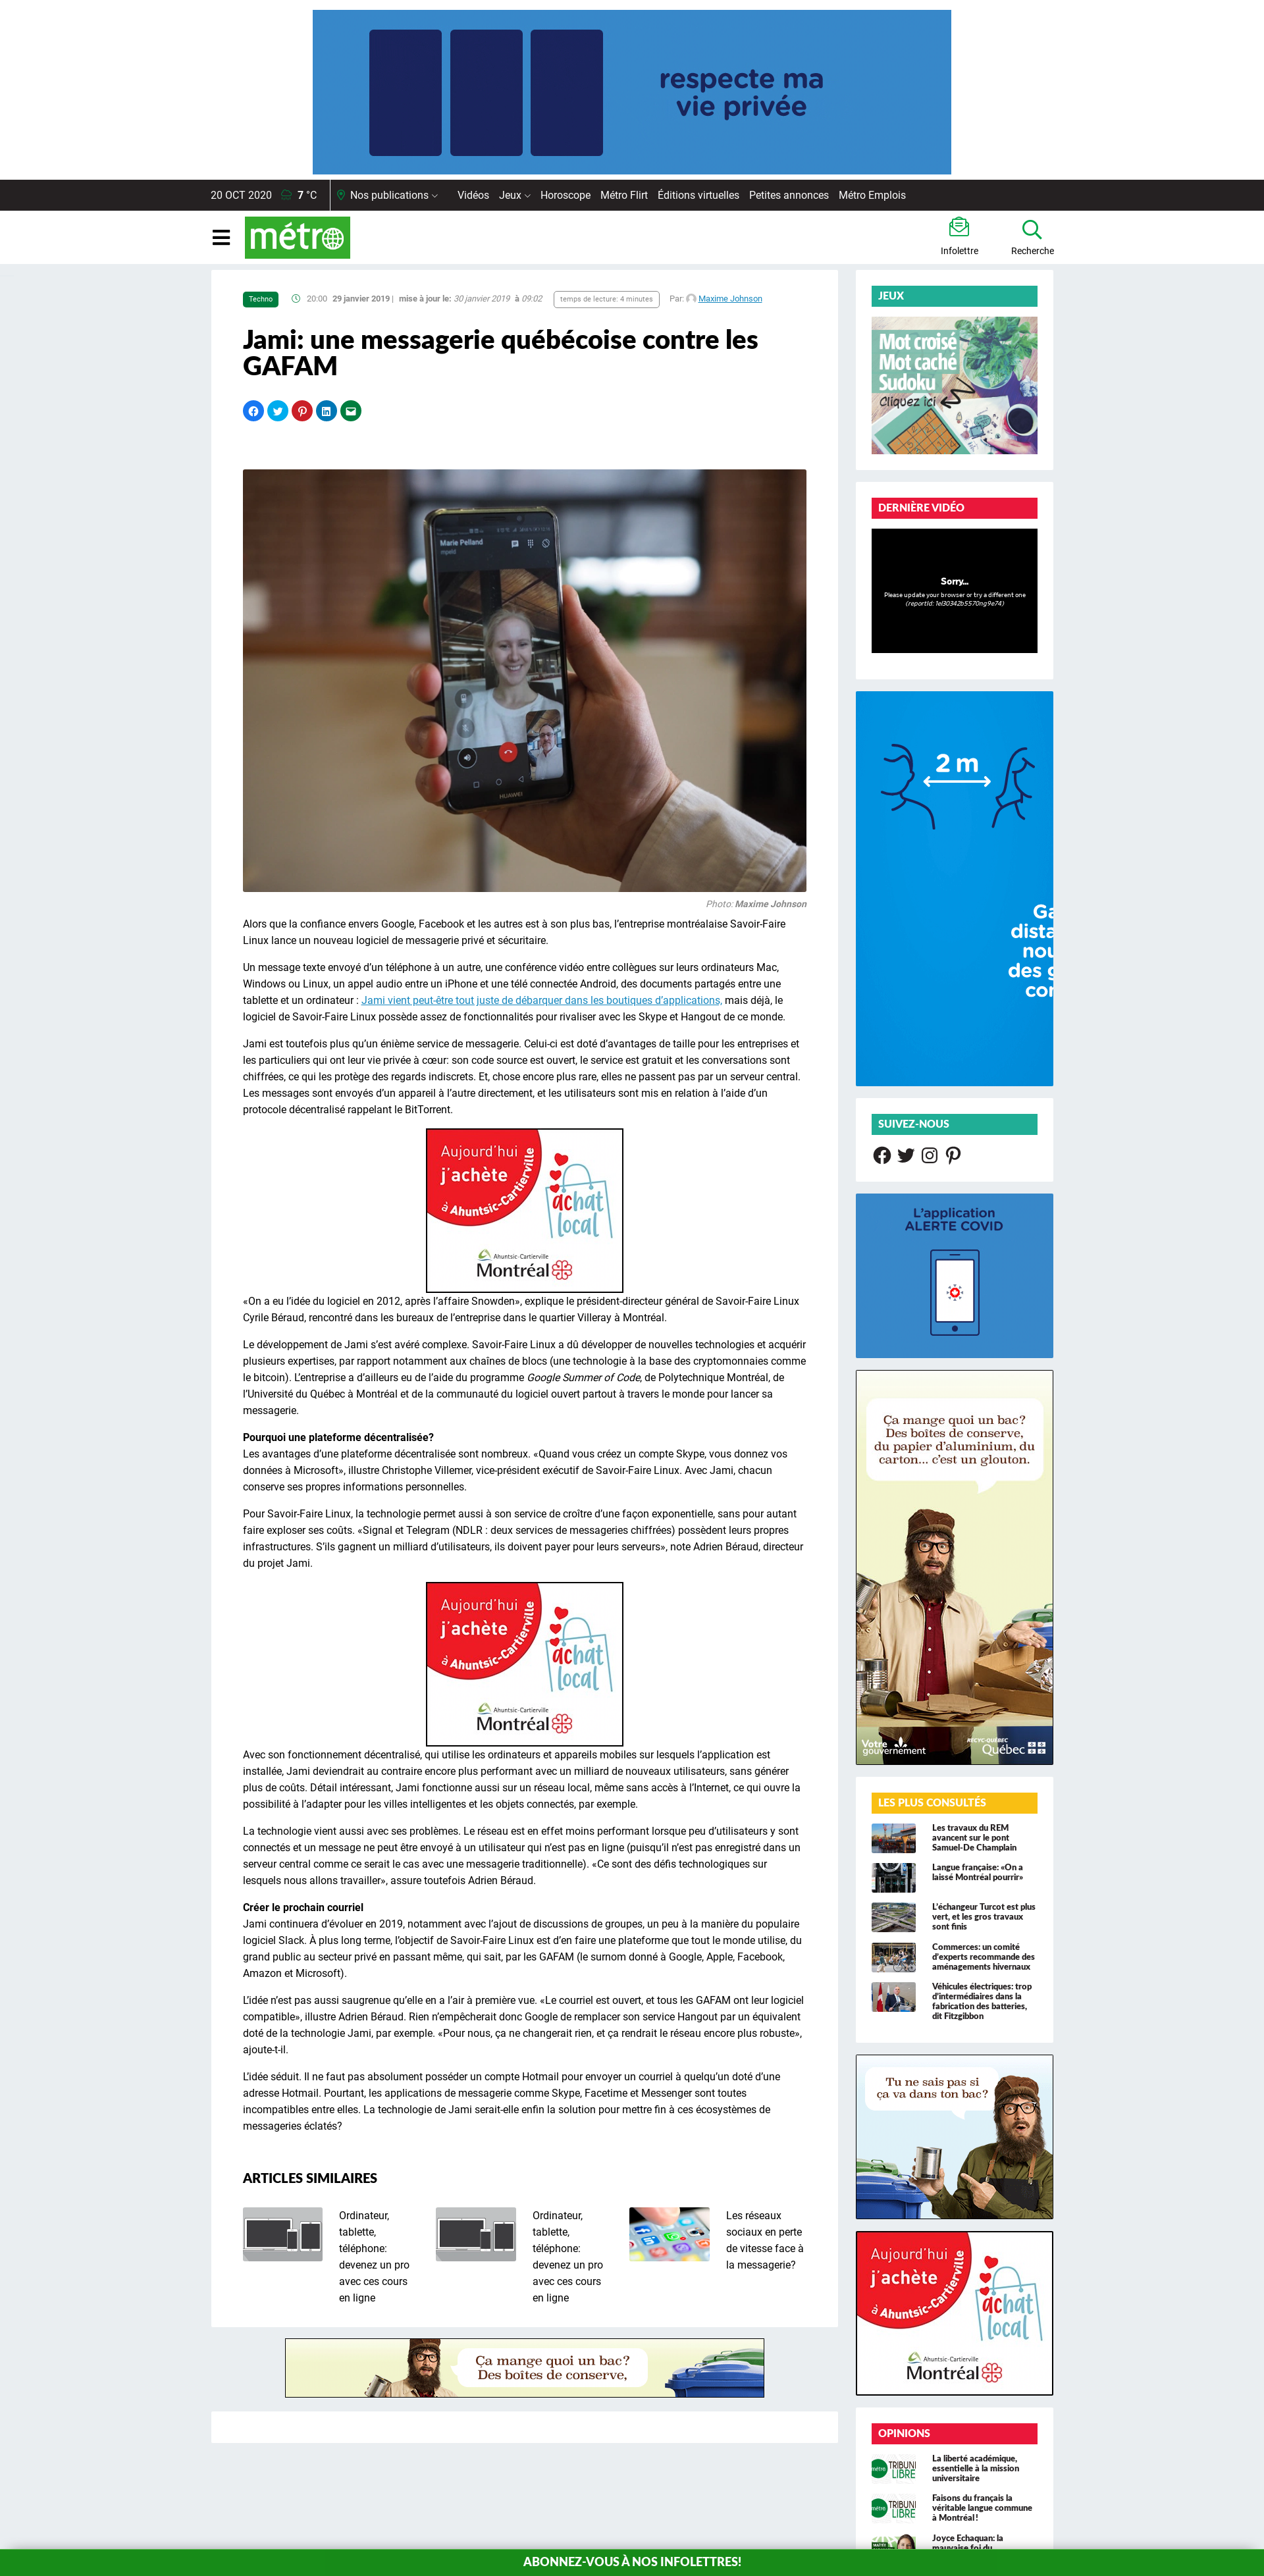 respecte ma
vie privée
20 OCT 2020 7 °C Nos publications Vidéos Jeux Horoscope Métro Flirt Éditions virtuelles Petites annonces Métro Emplois
métro
Infolettre
Recherche
Techno 20:00 29 janvier 2019 | mise à jour le: 30 janvier 2019 à 09:02 temps de lecture: 4 minutes Par: Maxime Johnson
Jami: une messagerie québécoise contre les
GAFAM
Marie Pelland
mpeld
HUAWEI
Photo: Maxime Johnson
Alors que la confiance envers Google, Facebook et les autres est à son plus bas, l’entreprise montréalaise Savoir-Faire
Linux lance un nouveau logiciel de messagerie privé et sécuritaire.
Un message texte envoyé d’un téléphone à un autre, une conférence vidéo entre collègues sur leurs ordinateurs Mac,
Windows ou Linux, un appel audio entre un iPhone et une télé connectée Android, des documents partagés entre une
tablette et un ordinateur : Jami vient peut-être tout juste de débarquer dans les boutiques d’applications, mais déjà, le
logiciel de Savoir-Faire Linux possède assez de fonctionnalités pour rivaliser avec les Skype et Hangout de ce monde.
Jami est toutefois plus qu’un énième service de messagerie. Celui-ci est doté d’avantages de taille pour les entreprises et
les particuliers qui ont leur vie privée à cœur: son code source est ouvert, le service est gratuit et les conversations sont
chiffrées, ce qui les protège des regards indiscrets. Et, chose encore plus rare, elles ne passent pas par un serveur central.
Les messages sont envoyés d’un appareil à l’autre directement, et les utilisateurs sont mis en relation à l’aide d’un
protocole décentralisé rappelant le BitTorrent.
Aujourd'hui
j'achète
à Ahuntsic-Cartierville
achat
local
Ahuntsic-Cartierville
Montréal
«On a eu l’idée du logiciel en 2012, après l’affaire Snowden», explique le président-directeur général de Savoir-Faire Linux
Cyrile Béraud, rencontré dans les bureaux de l’entreprise dans le quartier Villeray à Montréal.
Le développement de Jami s’est avéré complexe. Savoir-Faire Linux a dû développer de nouvelles technologies et acquérir
plusieurs expertises, par rapport notamment aux chaînes de blocs (une technologie à la base des cryptomonnaies comme
le bitcoin). L’entreprise a d’ailleurs eu de l’aide du programme Google Summer of Code, de Polytechnique Montréal, de
l’Université du Québec à Montréal et de la communauté du logiciel ouvert partout à travers le monde pour lancer sa
messagerie.
Pourquoi une plateforme décentralisée?
Les avantages d’une plateforme décentralisée sont nombreux. «Quand vous créez un compte Skype, vous donnez vos
données à Microsoft», illustre Christophe Villemer, vice-président exécutif de Savoir-Faire Linux. Avec Jami, chacun
conserve ses propres informations personnelles.
Pour Savoir-Faire Linux, la technologie permet aussi à son service de croître d’une façon exponentielle, sans pour autant
faire exploser ses coûts. «Signal et Telegram (NDLR : deux services de messageries chiffrées) possèdent leurs propres
infrastructures. S’ils gagnent un milliard d’utilisateurs, ils doivent payer pour leurs serveurs», note Adrien Béraud, directeur
du projet Jami.
Aujourd'hui
j'achète
à Ahuntsic-Cartierville
achat
local
Ahuntsic-Cartierville
Montréal
Avec son fonctionnement décentralisé, qui utilise les ordinateurs et appareils mobiles sur lesquels l’application est
installée, Jami deviendrait au contraire encore plus performant avec un milliard de nouveaux utilisateurs, sans générer
plus de coûts. Détail intéressant, Jami fonctionne aussi sur un réseau local, même sans accès à l’Internet, ce qui ouvre la
possibilité à l’adapter pour les villes intelligentes et les objets connectés, par exemple.
La technologie vient aussi avec ses problèmes. Le réseau est en effet moins performant lorsque peu d’utilisateurs y sont
connectés et un message ne peut être envoyé à un utilisateur qui n’est pas en ligne (puisqu’il n’est pas enregistré dans un
serveur central comme ce serait le cas avec une messagerie traditionnelle). «Ce sont des défis technologiques sur
lesquels nous allons travailler», assure toutefois Adrien Béraud.
Créer le prochain courriel
Jami continuera d’évoluer en 2019, notamment avec l’ajout de discussions de groupes, un peu à la manière du populaire
logiciel Slack. À plus long terme, l’objectif de Savoir-Faire Linux est d’en faire une plateforme que tout le monde utilise, du
grand public au secteur privé en passant même, qui sait, par les GAFAM (le surnom donné à Google, Apple, Facebook,
Amazon et Microsoft).
L’idée n’est pas aussi saugrenue qu’elle en a l’air à première vue. «Le courriel est ouvert, et tous les GAFAM ont leur logiciel
compatible», illustre Adrien Béraud. Rien n’empêcherait donc Google de remplacer son service Hangout par un équivalent
doté de la technologie Jami, par exemple. «Pour nous, ça ne changerait rien, et ça rendrait le réseau encore plus robuste»,
ajoute-t-il.
L’idée séduit. Il ne faut pas absolument posséder un compte Hotmail pour envoyer un courriel à quelqu’un doté d’une
adresse Hotmail. Pourtant, les applications de messagerie comme Skype, Facetime et Messenger sont toutes
incompatibles entre elles. La technologie de Jami serait-elle enfin la solution pour mettre fin à ces écosystèmes de
messageries éclatés?
ARTICLES SIMILAIRES
Ordinateur,
tablette,
téléphone:
devenez un pro
avec ces cours
en ligne
Ordinateur,
tablette,
téléphone:
devenez un pro
avec ces cours
en ligne
Les réseaux
sociaux en perte
de vitesse face à
la messagerie?
Ça mange quoi un bac?
Des boîtes de conserve,
JEUX
Mot croisé
Mot caché
Sudoku
Cliquez ici
DERNIÈRE VIDÉO
Sorry...
Please update your browser or try a different one
(reportId: 1el30342b5570ng9e74)
2 m
Ga
dista
nou
des g
con
SUIVEZ-NOUS
L'application
ALERTE COVID
Ça mange quoi un bac?
Des boîtes de conserve,
du papier d'aluminium, du
carton... c'est un glouton.
Votre
gouvernement
RECYC-QUÉBEC
Québec
LES PLUS CONSULTÉS
Les travaux du REM
avancent sur le pont
Samuel-De Champlain
Langue française: «On a
laissé Montréal pourrir»
L’échangeur Turcot est plus
vert, et les gros travaux
sont finis
Commerces: un comité
d’experts recommande des
aménagements hivernaux
Véhicules électriques: trop
d’intermédiaires dans la
fabrication des batteries,
dit Fitzgibbon
Tu ne sais pas si
ça va dans ton bac?
Aujourd'hui
j'achète
à Ahuntsic-Cartierville
achat
local
Ahuntsic-Cartierville
Montréal
OPINIONS
métro TRIBUN
LIBRE
La liberté académique,
essentielle à la mission
universitaire
métro TRIBUN
LIBRE
Faisons du français la
véritable langue commune
à Montréal!
Joyce Echaquan: la
mauvaise foi du
ABONNEZ-VOUS À NOS INFOLETTRES!